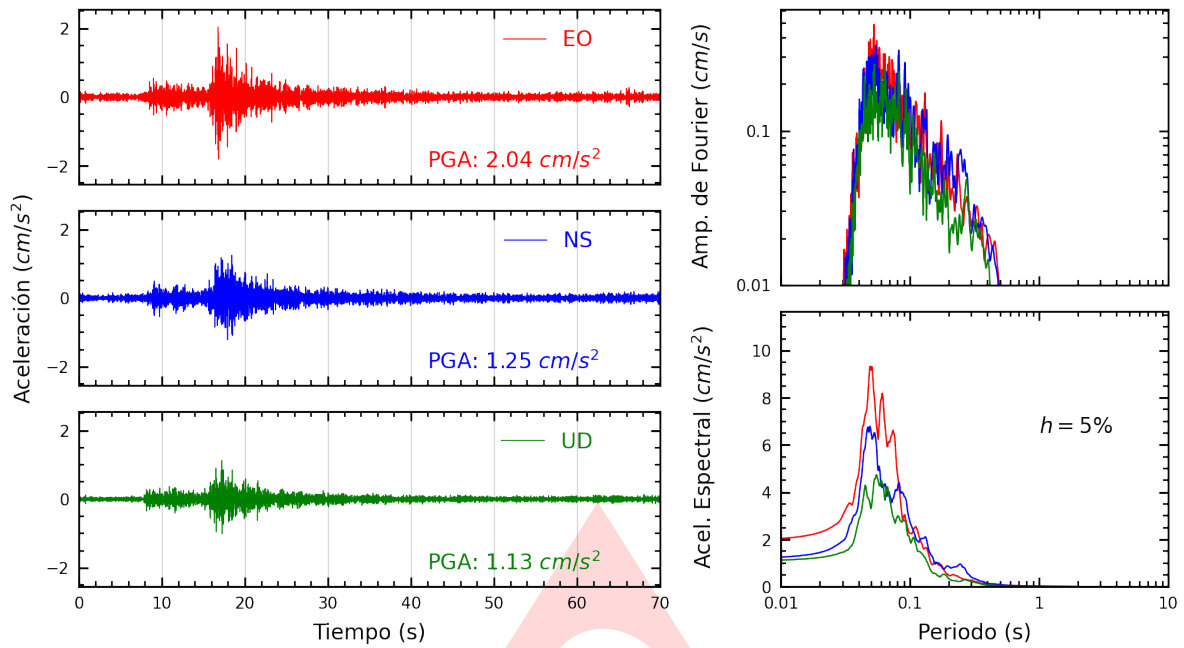 Aceleración (cm/s²)
2
0
−2
EO
PGA: 2.04 cm/s²
2
0
−2
NS
PGA: 1.25 cm/s²
2
0
−2
UD
PGA: 1.13 cm/s²
0 10 20 30 40 50 60 70
Tiempo (s)
Amp. de Fourier (cm/s)
0.1
0.01
Acel. Espectral (cm/s²)
10
8
6
4
2
0
h = 5%
0.01 0.1 1 10
Periodo (s)